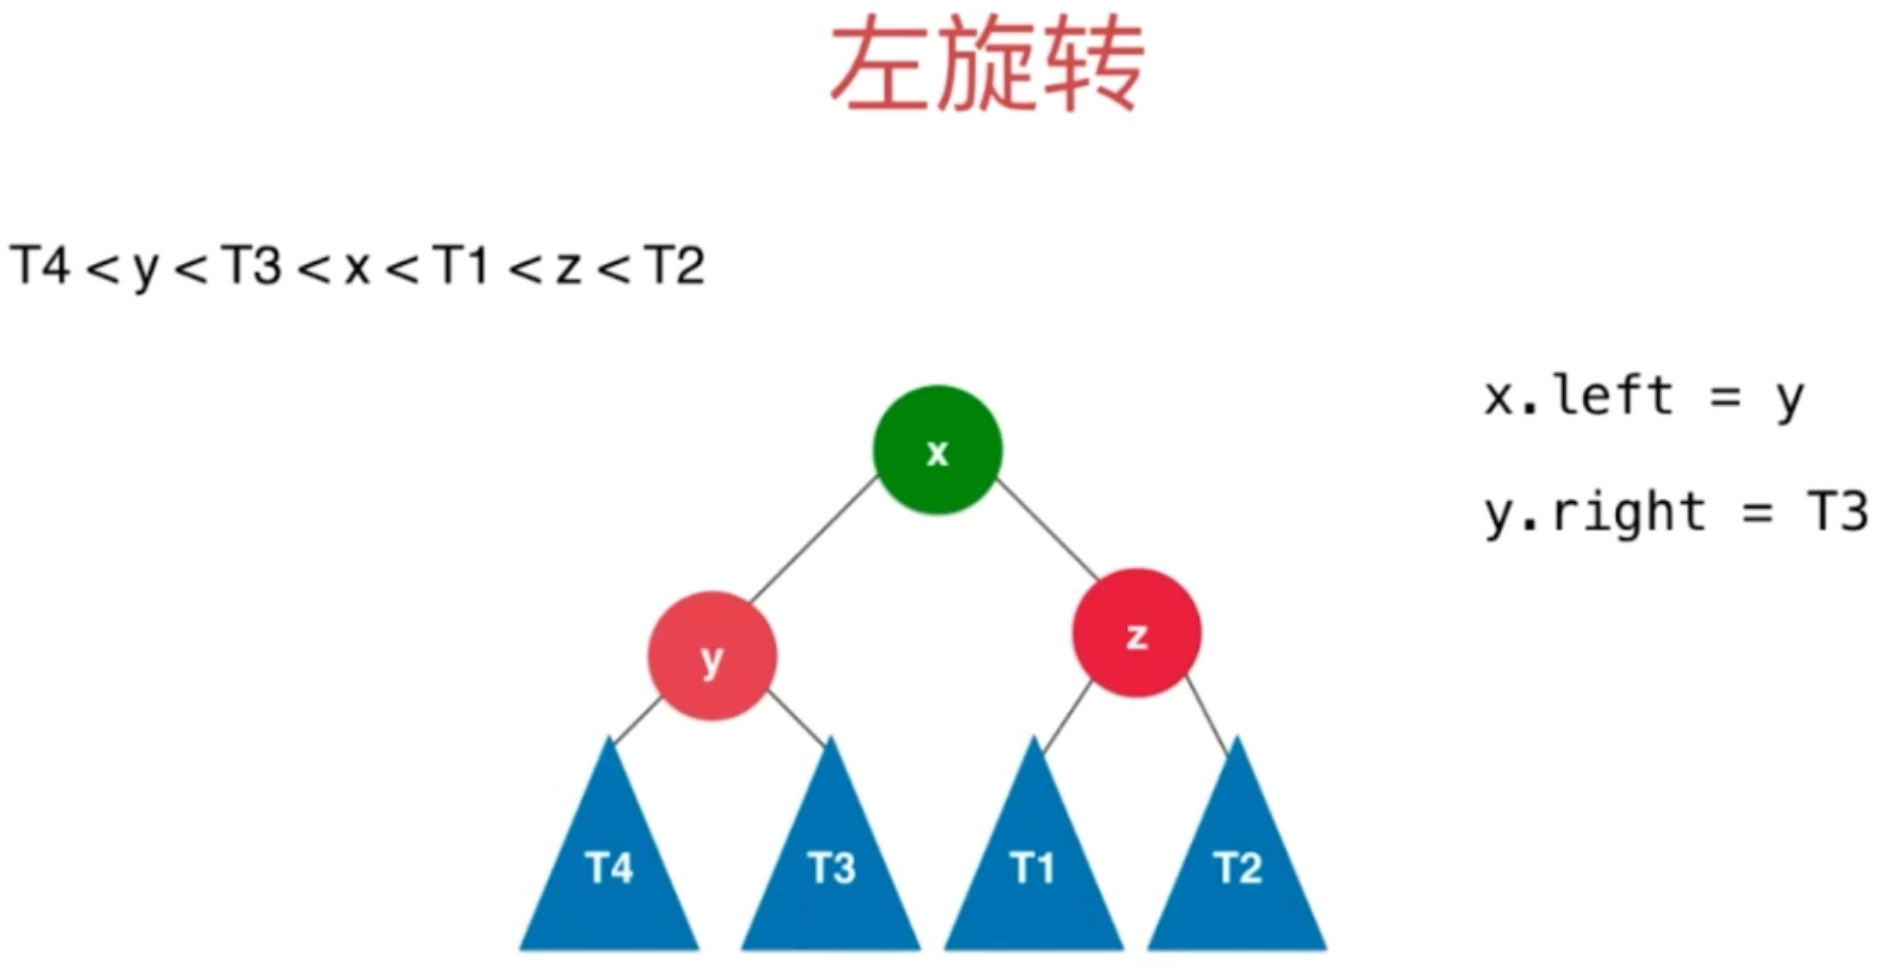 左旋转
T4 < y < T3 < x < T1 < z < T2
x.left = y
y.right = T3
x
y
z
T4
T3
T1
T2